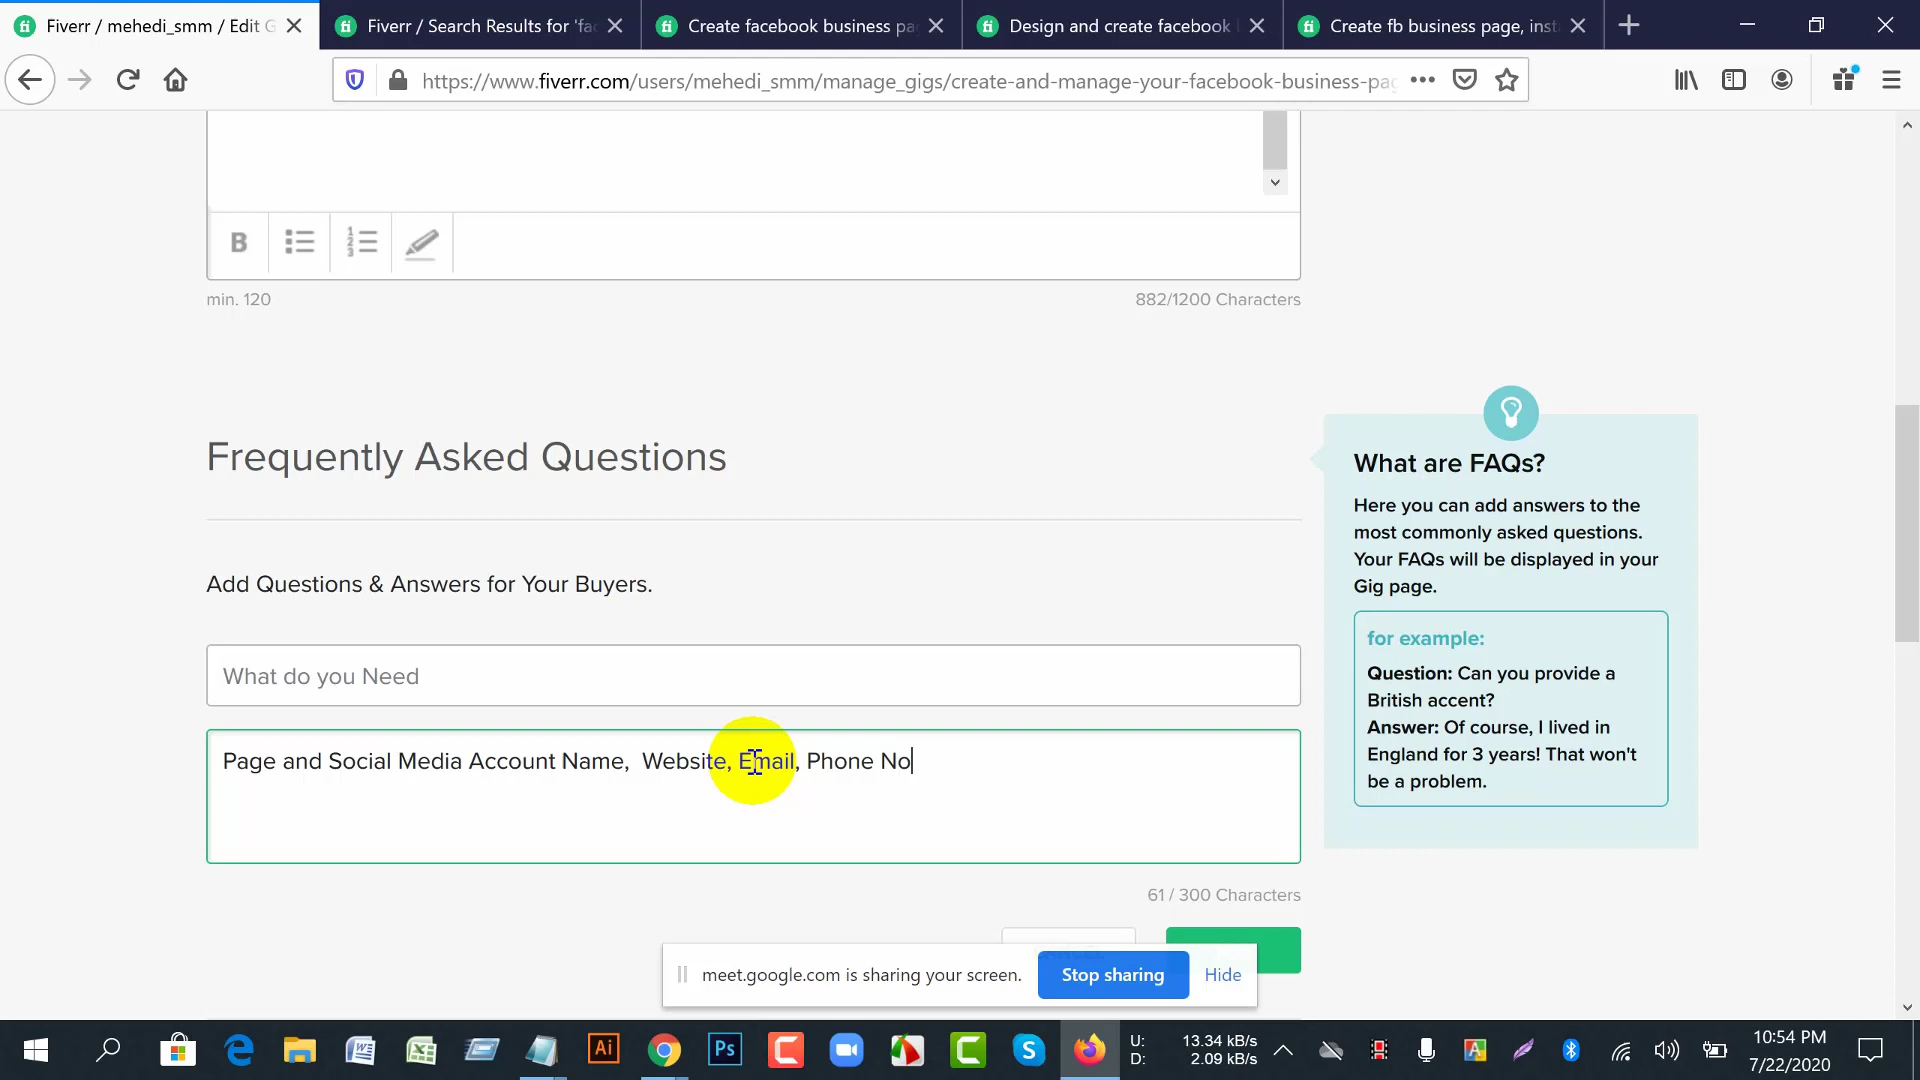 Fiverr / mehedi_smm / Edit G
Fiverr / Search Results for 'fac
Create facebook business pa
Design and create facebook
Create fb business page, inst
https://www.fiverr.com/users/mehedi_smm/manage_gigs/create-and-manage-your-facebook-business-pag
B
min. 120
882/1200 Characters
Frequently Asked Questions
Add Questions & Answers for Your Buyers.
What do you Need
Page and Social Media Account Name,  Website, Email, Phone No
61 / 300 Characters
What are FAQs?
Here you can add answers to the
most commonly asked questions.
Your FAQs will be displayed in your
Gig page.
for example:
Question: Can you provide a
British accent?
Answer: Of course, I lived in
England for 3 years! That won't
be a problem.
meet.google.com is sharing your screen.
Stop sharing
Hide
U: 13.34 kB/s
D: 2.09 kB/s
10:54 PM
7/22/2020